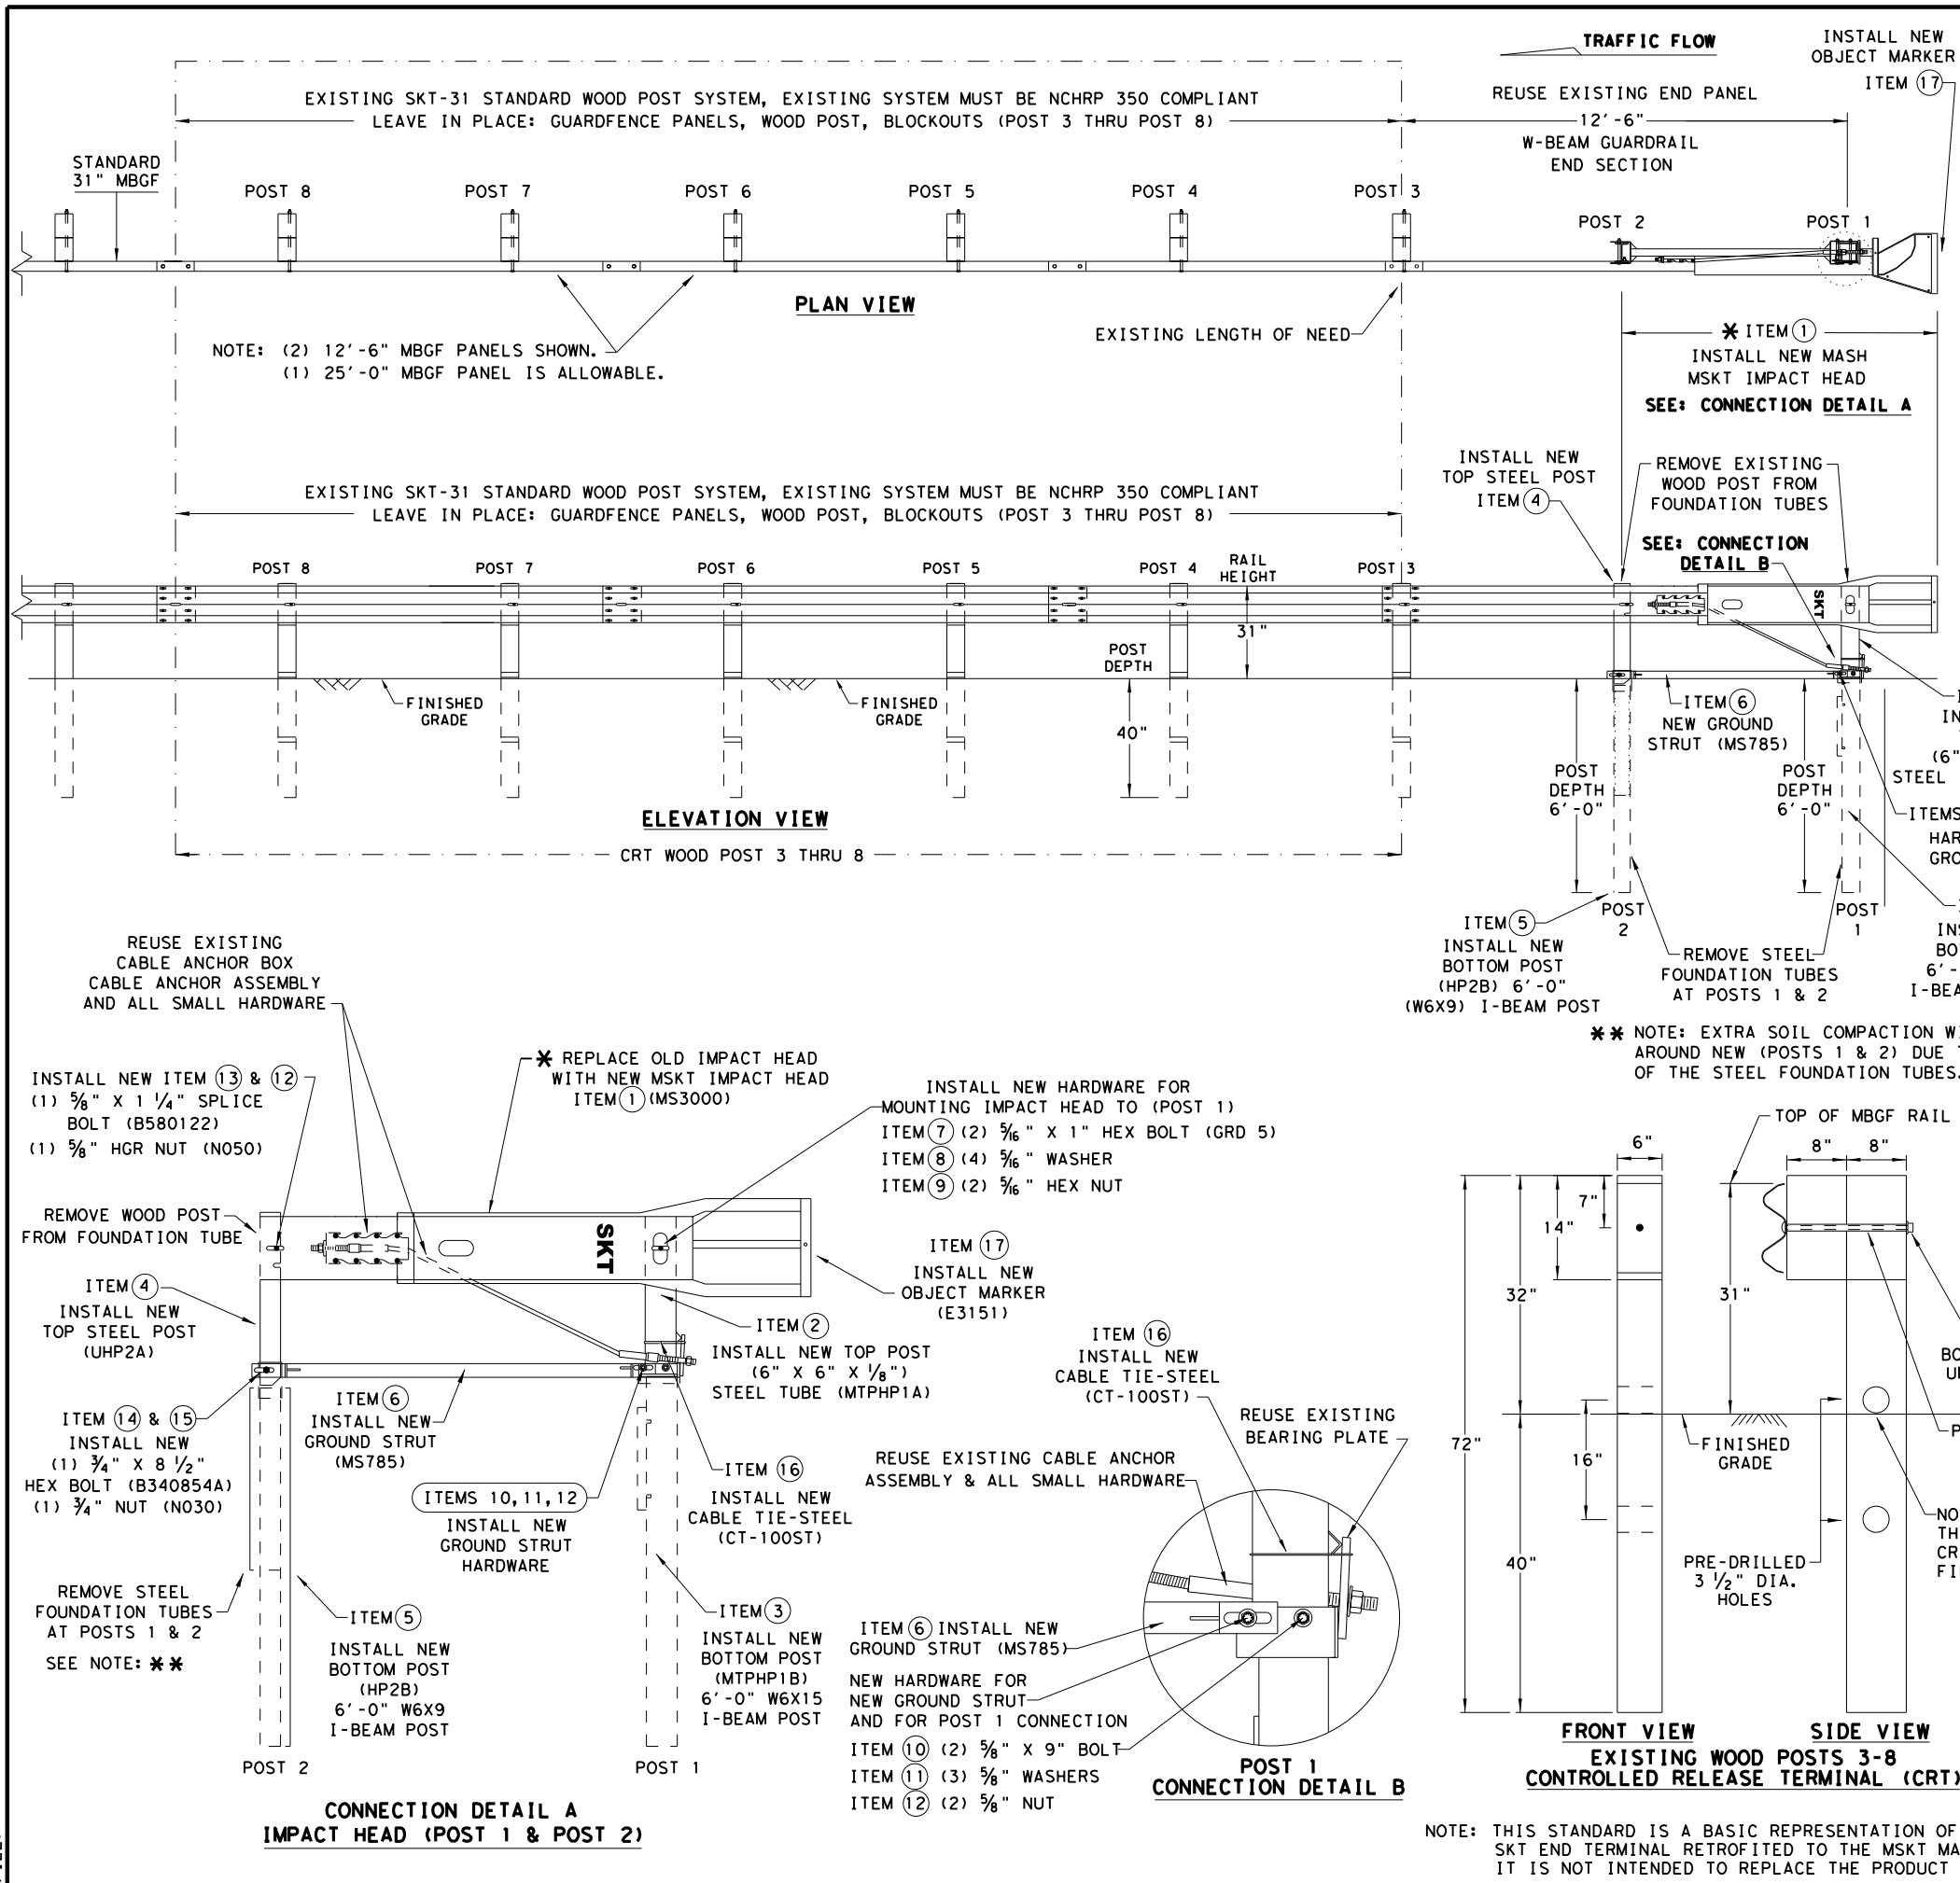 TRAFFIC FLOW
INSTALL NEW
OBJECT MARKER
ITEM 17
EXISTING SKT-31 STANDARD WOOD POST SYSTEM, EXISTING SYSTEM MUST BE NCHRP 350 COMPLIANT
LEAVE IN PLACE: GUARDFENCE PANELS, WOOD POST, BLOCKOUTS (POST 3 THRU POST 8)
REUSE EXISTING END PANEL
12'-6"
W-BEAM GUARDRAIL
END SECTION
STANDARD
31" MBGF
POST 8
POST 7
POST 6
POST 5
POST 4
POST 3
POST 2
POST 1
PLAN VIEW
EXISTING LENGTH OF NEED
NOTE: (2) 12'-6" MBGF PANELS SHOWN.
(1) 25'-0" MBGF PANEL IS ALLOWABLE.
* ITEM 1
INSTALL NEW MASH
MSKT IMPACT HEAD
SEE: CONNECTION DETAIL A
EXISTING SKT-31 STANDARD WOOD POST SYSTEM, EXISTING SYSTEM MUST BE NCHRP 350 COMPLIANT
LEAVE IN PLACE: GUARDFENCE PANELS, WOOD POST, BLOCKOUTS (POST 3 THRU POST 8)
INSTALL NEW
TOP STEEL POST
ITEM 4
REMOVE EXISTING
WOOD POST FROM
FOUNDATION TUBES
SEE: CONNECTION
DETAIL B
POST 8
POST 7
POST 6
POST 5
POST 4
RAIL
HEIGHT
POST 3
SKT
31"
POST
DEPTH
40"
FINISHED
GRADE
FINISHED
GRADE
ITEM 6
NEW GROUND
STRUT (MS785)
POST
DEPTH
6'-0"
POST
DEPTH
6'-0"
(6"
STEEL
ITEMS
ELEVATION VIEW
CRT WOOD POST 3 THRU 8
POST
2
POST
1
ITEM 5
INSTALL NEW
BOTTOM POST
(HP2B) 6'-0"
(W6X9) I-BEAM POST
REMOVE STEEL
FOUNDATION TUBES
AT POSTS 1 & 2
** NOTE: EXTRA SOIL COMPACTION
AROUND NEW (POSTS 1 & 2) DUE
OF THE STEEL FOUNDATION TUBES.
REUSE EXISTING
CABLE ANCHOR BOX
CABLE ANCHOR ASSEMBLY
AND ALL SMALL HARDWARE
INSTALL NEW ITEM 13 & 12
(1) 5/8" X 1 1/4" SPLICE
BOLT (B580122)
(1) 5/8" HGR NUT (N050)
* REPLACE OLD IMPACT HEAD
WITH NEW MSKT IMPACT HEAD
ITEM 1 (MS3000)
INSTALL NEW HARDWARE FOR
MOUNTING IMPACT HEAD TO (POST 1)
ITEM 7 (2) 5/16" X 1" HEX BOLT (GRD 5)
ITEM 8 (4) 5/16" WASHER
ITEM 9 (2) 5/16" HEX NUT
REMOVE WOOD POST
FROM FOUNDATION TUBE
SKT
ITEM 17
INSTALL NEW
OBJECT MARKER
(E3151)
ITEM 4
INSTALL NEW
TOP STEEL POST
(UHP2A)
ITEM 2
INSTALL NEW TOP POST
(6" X 6" X 1/8")
STEEL TUBE (MTPHP1A)
ITEM 14 & 15
INSTALL NEW
(1) 3/4" X 8 1/2"
HEX BOLT (B340854A)
(1) 3/4" NUT (N030)
ITEM 6
INSTALL NEW
GROUND STRUT
(MS785)
ITEMS 10, 11, 12
INSTALL NEW
GROUND STRUT
HARDWARE
ITEM 16
INSTALL NEW
CABLE TIE-STEEL
(CT-100ST)
REMOVE STEEL
FOUNDATION TUBES
AT POSTS 1 & 2
SEE NOTE: **
ITEM 5
INSTALL NEW
BOTTOM POST
(HP2B)
6'-0" W6X9
I-BEAM POST
ITEM 3
INSTALL NEW
BOTTOM POST
(MTPHP1B)
6'-0" W6X15
I-BEAM POST
POST 2
POST 1
CONNECTION DETAIL A
IMPACT HEAD (POST 1 & POST 2)
ITEM 16
INSTALL NEW
CABLE TIE-STEEL
(CT-100ST)
REUSE EXISTING
BEARING PLATE
REUSE EXISTING CABLE ANCHOR
ASSEMBLY & ALL SMALL HARDWARE
ITEM 6 INSTALL NEW
GROUND STRUT (MS785)
NEW HARDWARE FOR
NEW GROUND STRUT
AND FOR POST 1 CONNECTION
ITEM 10 (2) 5/8" X 9" BOLT
ITEM 11 (3) 5/8" WASHERS
ITEM 12 (2) 5/8" NUT
POST 1
CONNECTION DETAIL B
TOP OF MBGF RAIL
6"
8"
8"
7"
14"
32"
31"
72"
16"
40"
FINISHED
GRADE
PRE-DRILLED
3 1/2" DIA.
HOLES
FRONT VIEW
SIDE VIEW
EXISTING WOOD POSTS 3-8
CONTROLLED RELEASE TERMINAL (CRT)
NOTE: THIS STANDARD IS A BASIC REPRESENTATION OF
SKT END TERMINAL RETROFITED TO THE MSKT
IT IS NOT INTENDED TO REPLACE THE PRODUCT